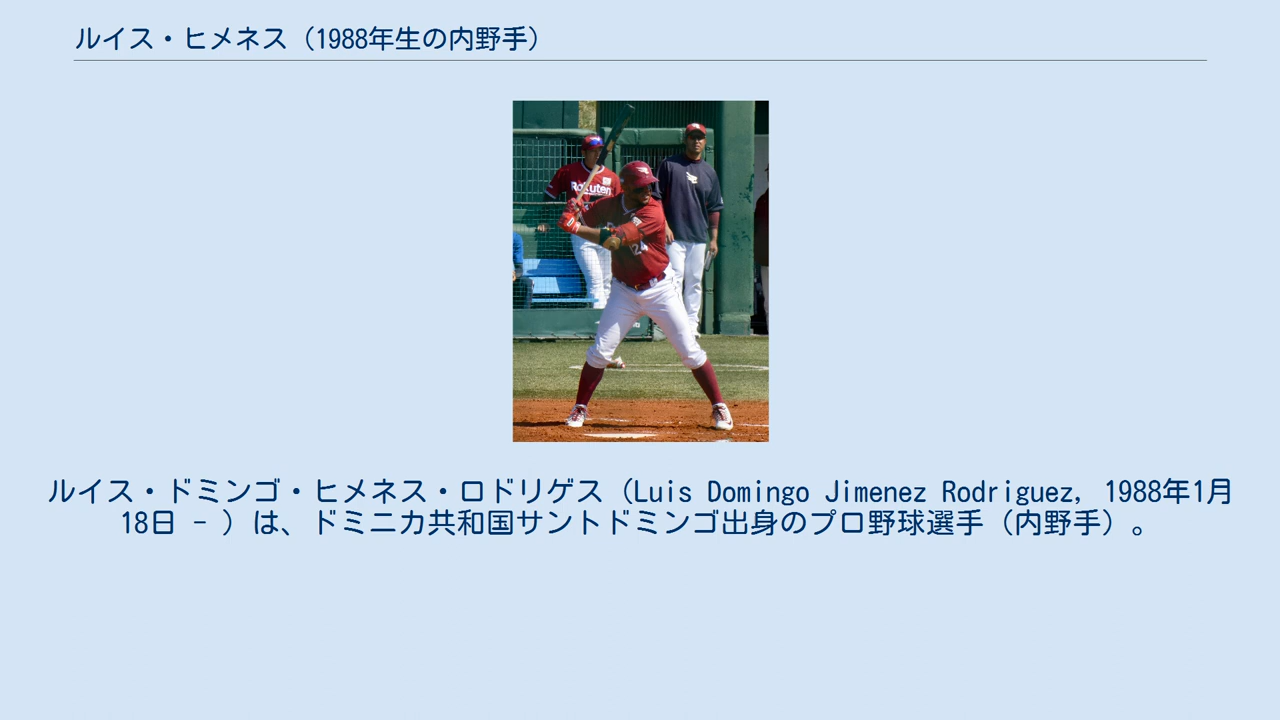 ルイス・ヒメネス（1988年生の内野手）
Rakuten
24
ルイス・ドミンゴ・ヒメネス・ロドリゲス（Luis Domingo Jimenez Rodriguez, 1988年1月
18日 - ）は、ドミニカ共和国サントドミンゴ出身のプロ野球選手（内野手）。